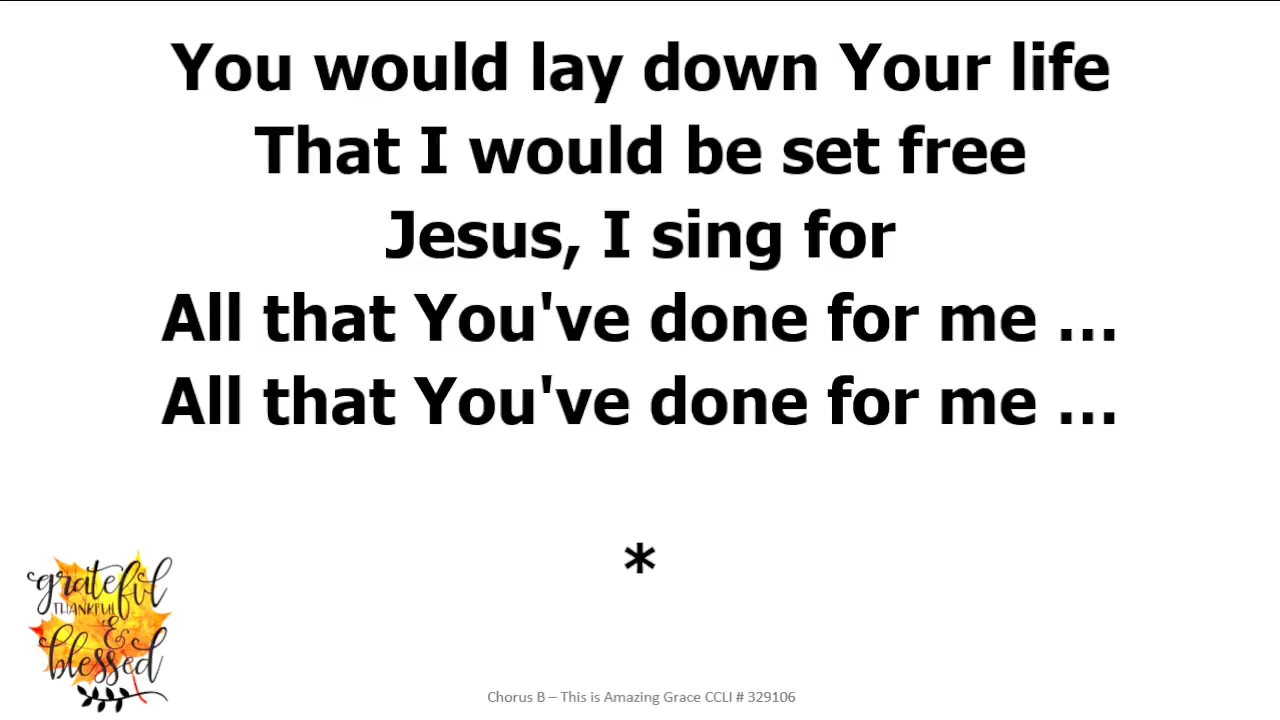 You would lay down Your life
That I would be set free
Jesus, I sing for
All that You've done for me ...
All that You've done for me ...
*
grateful
THANKFUL
&
blessed
Chorus B – This is Amazing Grace CCLI # 329106